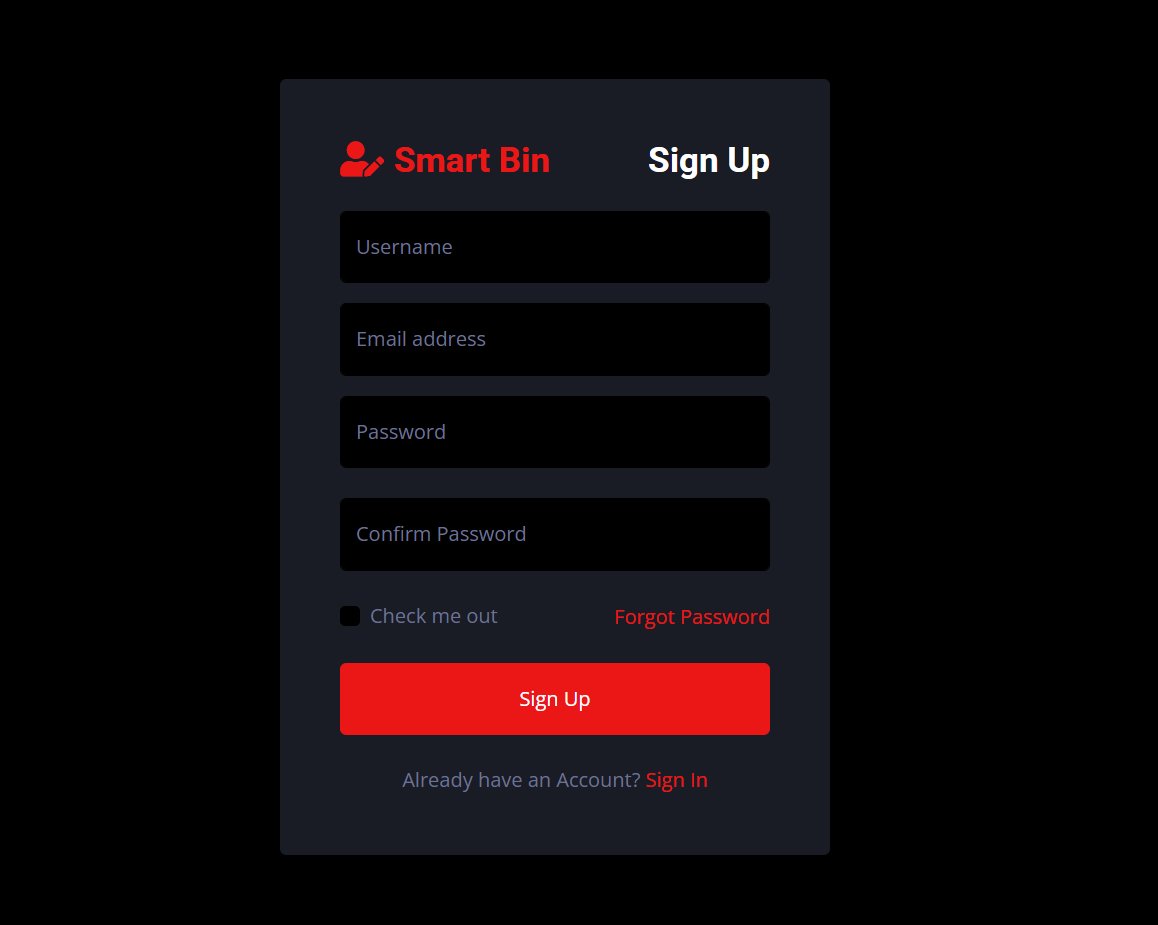 Smart Bin Sign Up
Username
Email address
Password
Confirm Password
Check me out Forgot Password
Sign Up
Already have an Account? Sign In